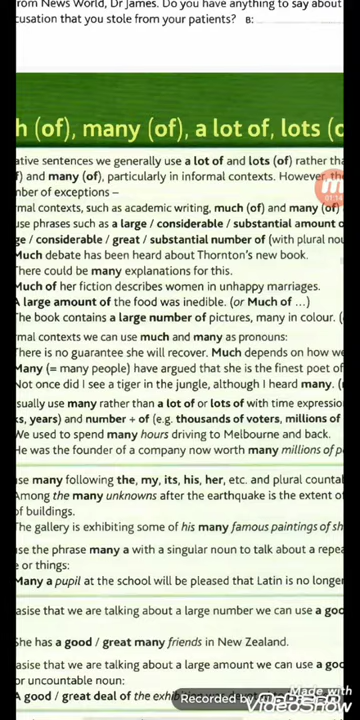 rom News World, Dr James. Do you have anything to say about
cusation that you stole from your patients? B:
h (of), many (of), a lot of, lots (o
ative sentences we generally use a lot of and lots (of) rather tha
f) and many (of), particularly in informal contexts. However, the
nber of exceptions –
rmal contexts, such as academic writing, much (of) and many (of)
use phrases such as a large / considerable / substantial amount o
ge / considerable / great / substantial number of (with plural nou
Much debate has been heard about Thornton's new book.
There could be many explanations for this.
Much of her fiction describes women in unhappy marriages.
A large amount of the food was inedible. (or Much of ...)
The book contains a large number of pictures, many in colour. (
rmal contexts we can use much and many as pronouns:
There is no guarantee she will recover. Much depends on how we
Many (= many people) have argued that she is the finest poet of
Not once did I see a tiger in the jungle, although I heard many. (
usually use many rather than a lot of or lots of with time expressio
ks, years) and number + of (e.g. thousands of voters, millions of
We used to spend many hours driving to Melbourne and back.
He was the founder of a company now worth many millions of p
use many following the, my, its, his, her, etc. and plural counta
Among the many unknowns after the earthquake is the extent o
of buildings.
The gallery is exhibiting some of his many famous paintings of sh
use the phrase many a with a singular noun to talk about a repea
e or things:
Many a pupil at the school will be pleased that Latin is no longer
asise that we are talking about a large number we can use a goo
She has a good / great many friends in New Zealand.
asise that we are talking about a large amount we can use a goo
or uncountable noun:
A good / great deal of the exhi
Recorded by
Made with
VideoShow